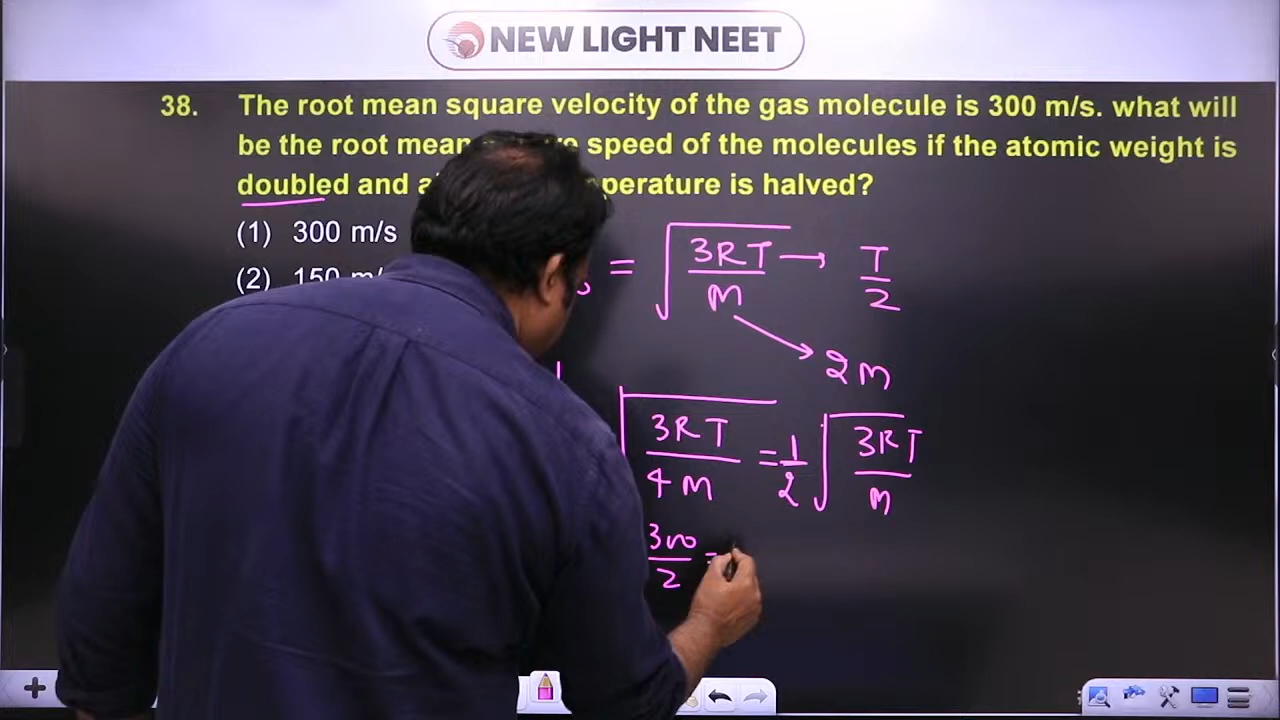 NEW LIGHT NEET
38. The root mean square velocity of the gas molecule is 300 m/s. what will
be the root mean speed of the molecules if the atomic weight is
doubled and is halved?
(1) 300 m/s
(2) 150
= √ 3RT / M → T / 2
2M
√ 3RT / 4M = 1/2 √ 3RT / M
300 / 2 =